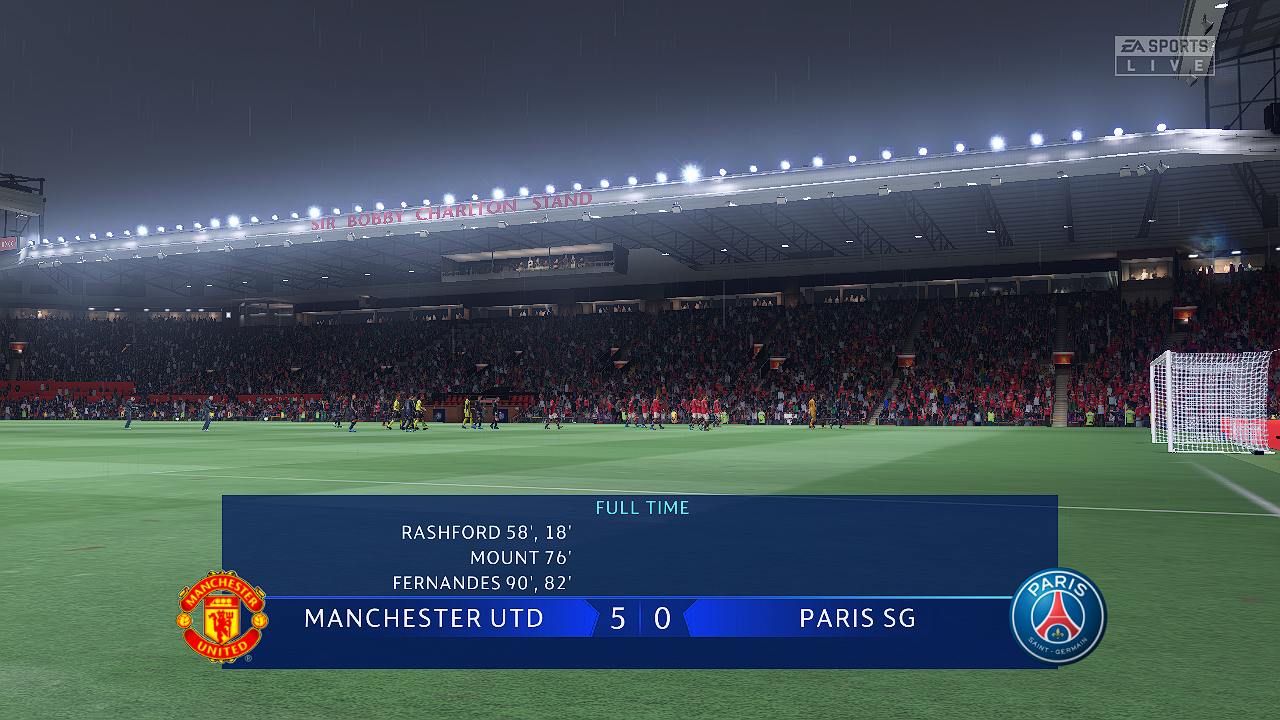 EA SPORTS
LIVE
SIR BOBBY CHARLTON STAND
FULL TIME
RASHFORD 58', 18'
MOUNT 76'
FERNANDES 90', 82'
MANCHESTER UNITED ®
MANCHESTER UTD 5 0 PARIS SG
PARIS
SAINT-GERMAIN